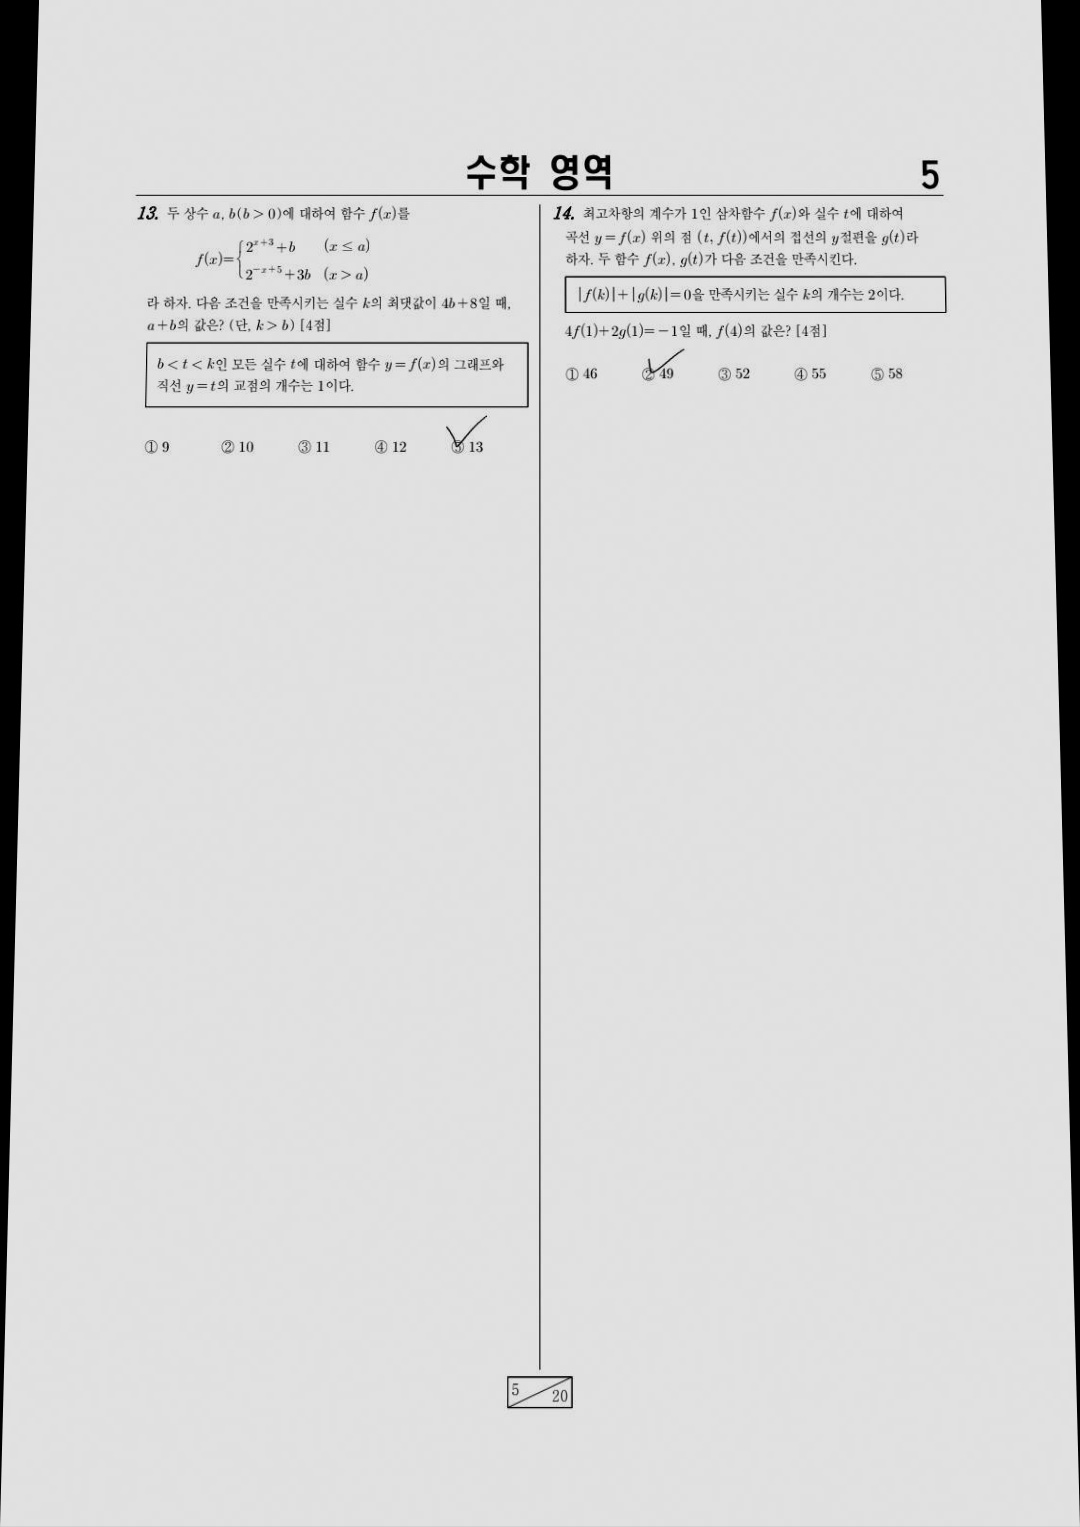 수학 영역
5
13. 두 상수 a, b(b > 0)에 대하여 함수 f(x)를
f(x)={ 2^{x+3}+b (x ≤ a)
2^{-x+5}+3b (x > a)
라 하자. 다음 조건을 만족시키는 실수 k의 최댓값이 4b+8일 때,
a+b의 값은? (단, k > b) [4점]
b < t < k인 모든 실수 t에 대하여 함수 y = f(x)의 그래프와
직선 y = t의 교점의 개수는 1이다.
① 9 ② 10 ③ 11 ④ 12 ⑤ 13
14. 최고차항의 계수가 1인 삼차함수 f(x)와 실수 t에 대하여
곡선 y = f(x) 위의 점 (t, f(t))에서의 접선의 y절편을 g(t)라
하자. 두 함수 f(x), g(t)가 다음 조건을 만족시킨다.
|f(k)|+|g(k)|=0을 만족시키는 실수 k의 개수는 2이다.
4f(1)+2g(1)=-1일 때, f(4)의 값은? [4점]
① 46 ② 49 ③ 52 ④ 55 ⑤ 58
5
20